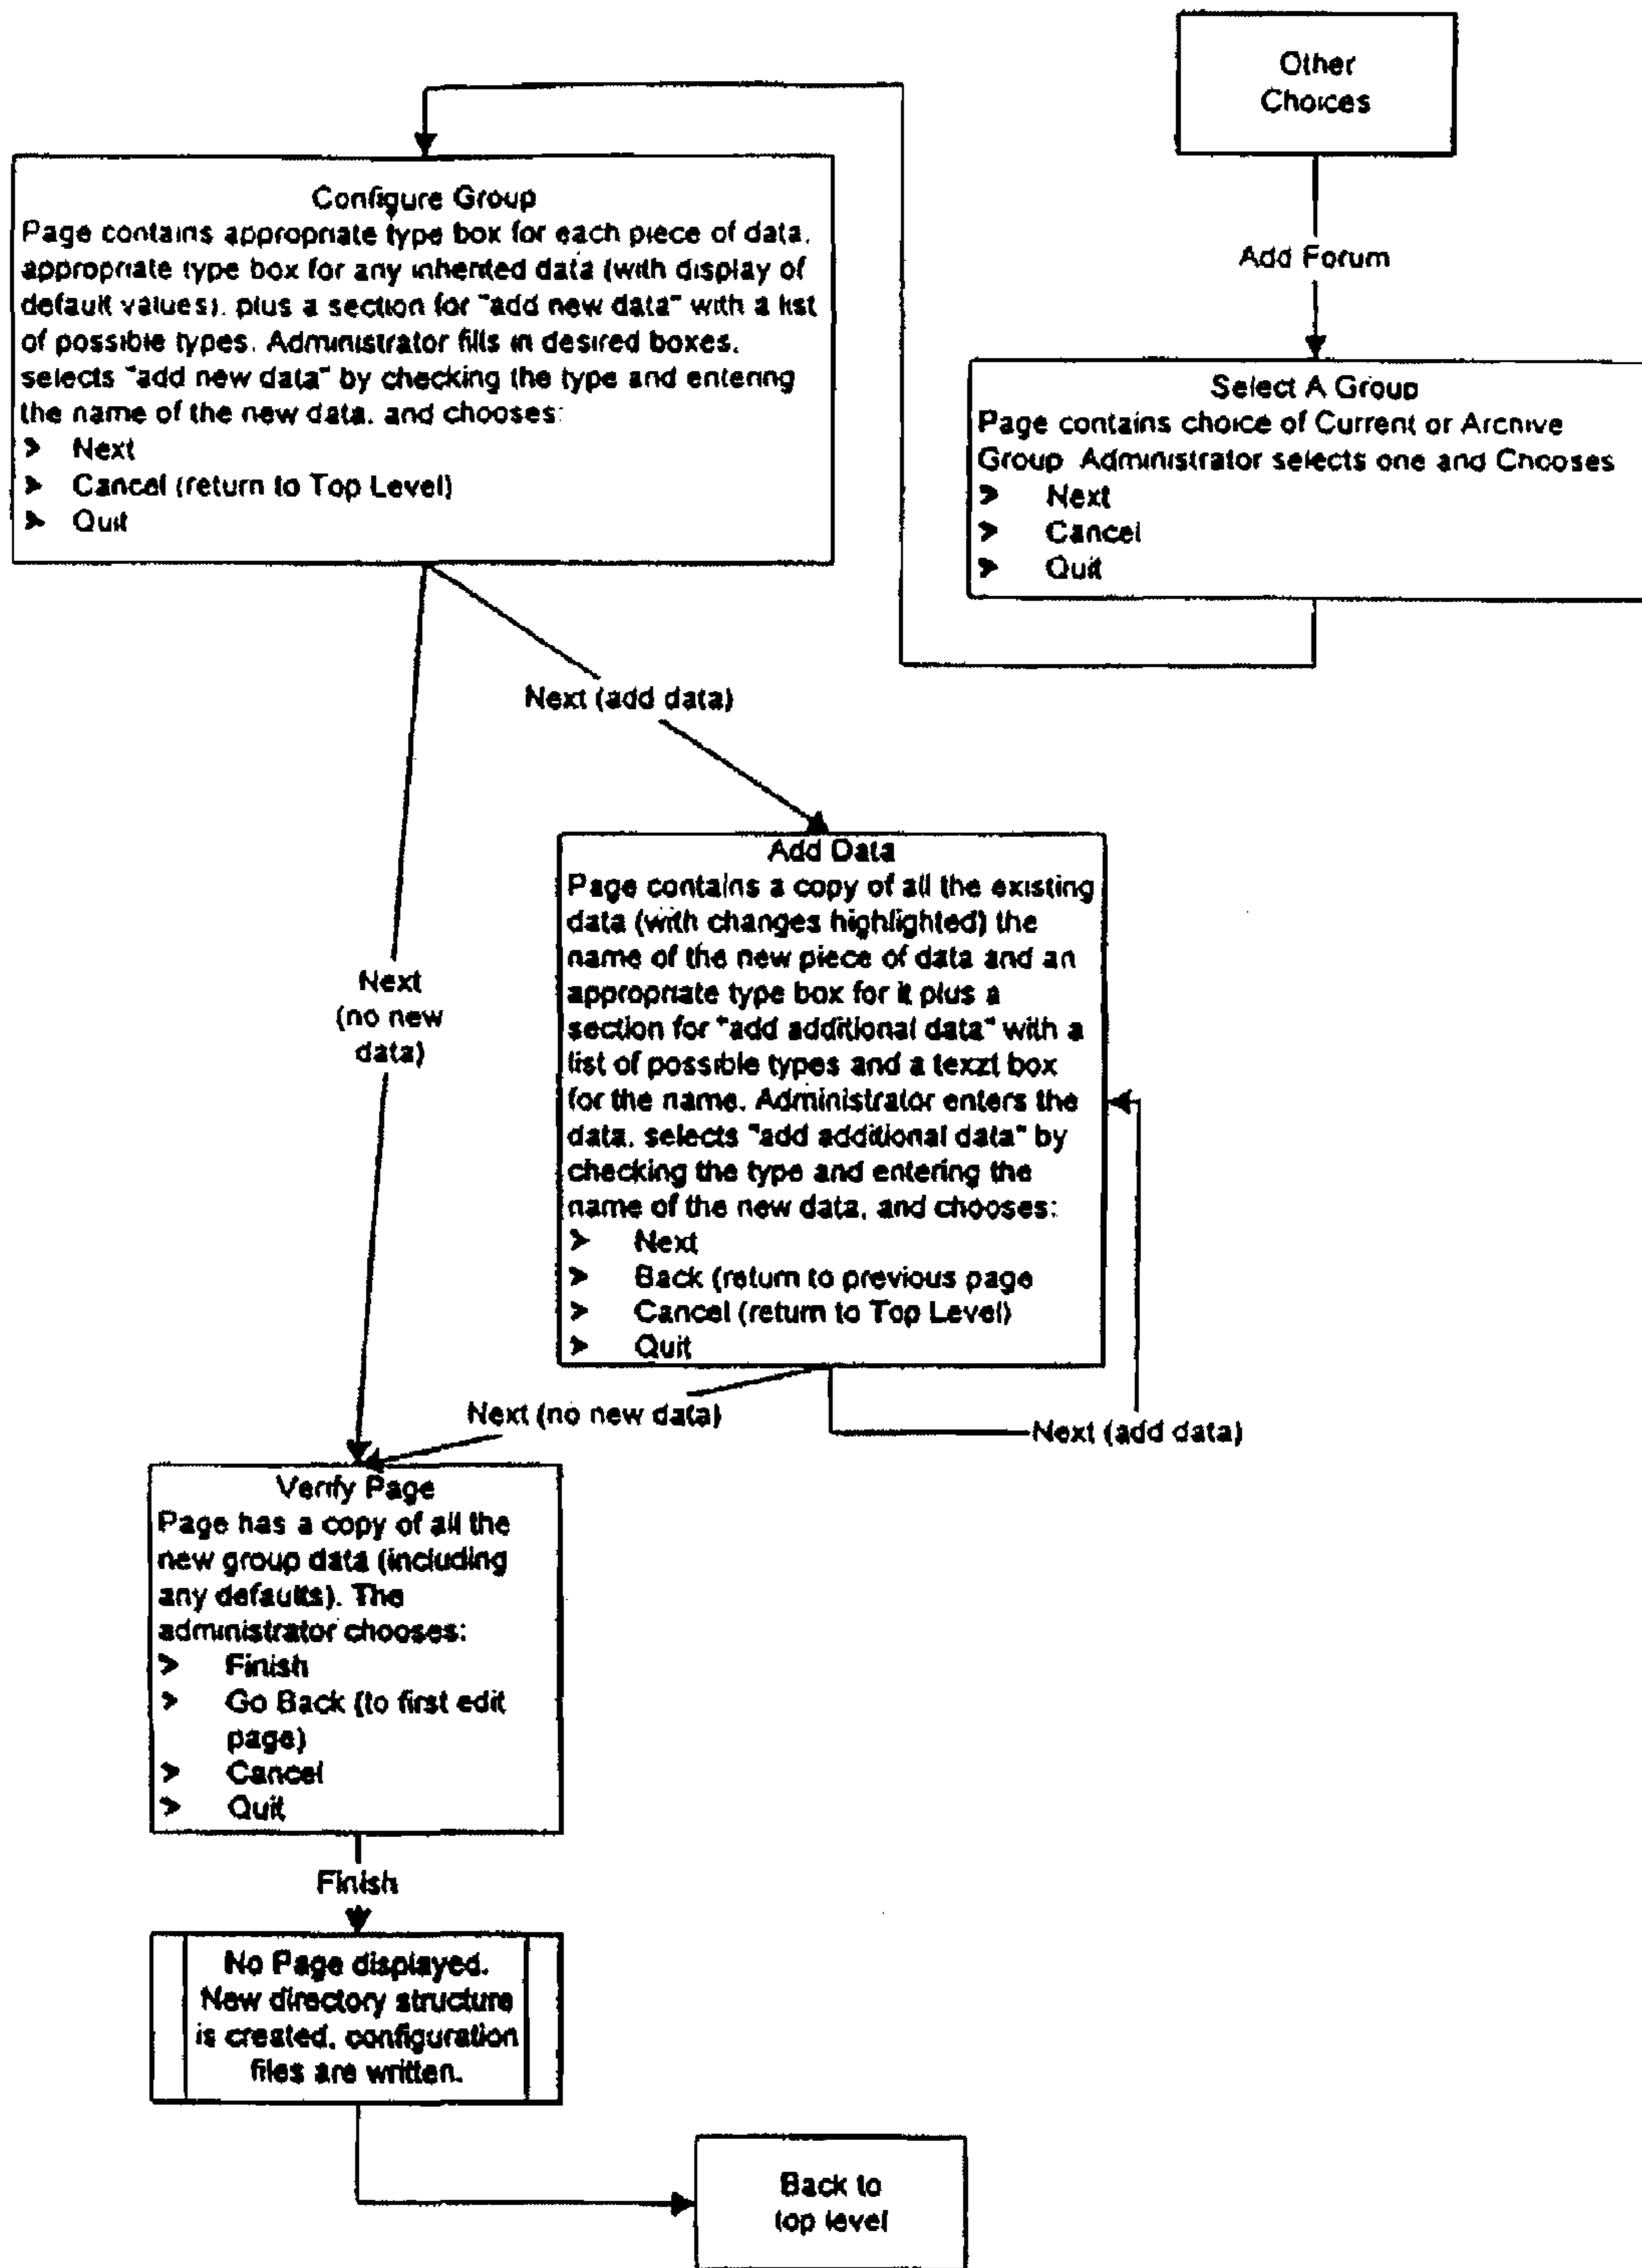 Other
Choices
Add Forum
Select A Group
Page contains choice of Current or Archive
Group Administrator selects one and Chooses
> Next
> Cancel
> Quit
Configure Group
Page contains appropriate type box for each piece of data.
appropriate type box for any inherited data (with display of
default values). plus a section for "add new data" with a list
of possible types. Administrator fills in desired boxes.
selects "add new data" by checking the type and entering
the name of the new data. and chooses:
> Next
> Cancel (return to Top Level)
> Quit
Next (add data)
Next
(no new
data)
Add Data
Page contains a copy of all the existing
data (with changes highlighted) the
name of the new piece of data and an
appropriate type box for it plus a
section for "add additional data" with a
list of possible types and a texzt box
for the name. Administrator enters the
data. selects "add additional data" by
checking the type and entering the
name of the new data, and chooses:
> Next
> Back (return to previous page
> Cancel (return to Top Level)
> Quit
Next (no new data)
Next (add data)
Verify Page
Page has a copy of all the
new group data (including
any defaults). The
administrator chooses:
> Finish
> Go Back (to first edit
page)
> Cancel
> Quit
Finish
No Page displayed.
New directory structure
is created, configuration
files are written.
Back to
top level